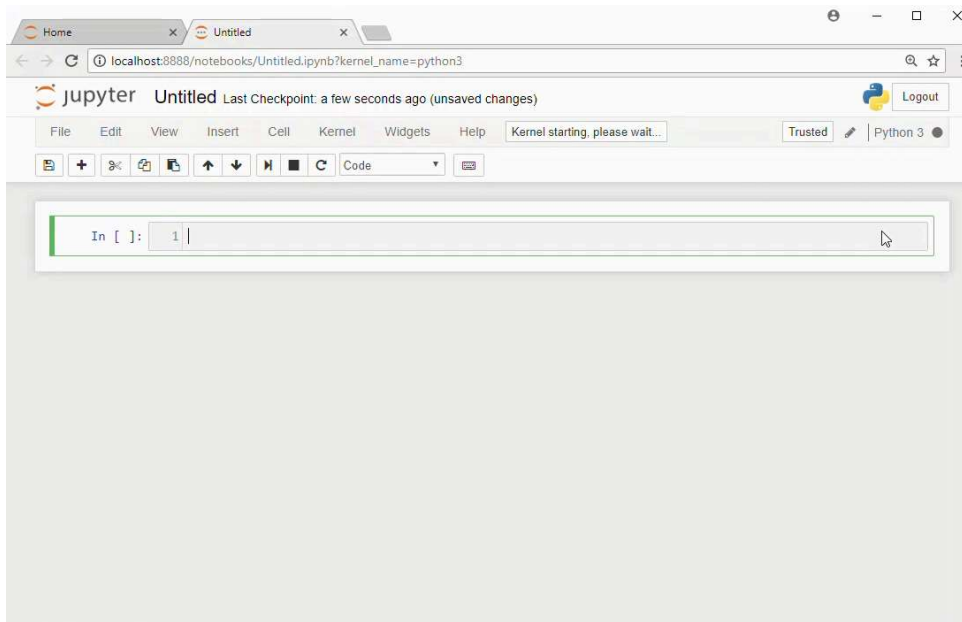 Home
Untitled
localhost:8888/notebooks/Untitled.ipynb?kernel_name=python3
jupyter Untitled Last Checkpoint: a few seconds ago (unsaved changes) Logout
File Edit View Insert Cell Kernel Widgets Help Kernel starting, please wait... Trusted Python 3
Code
In [ ]: 1